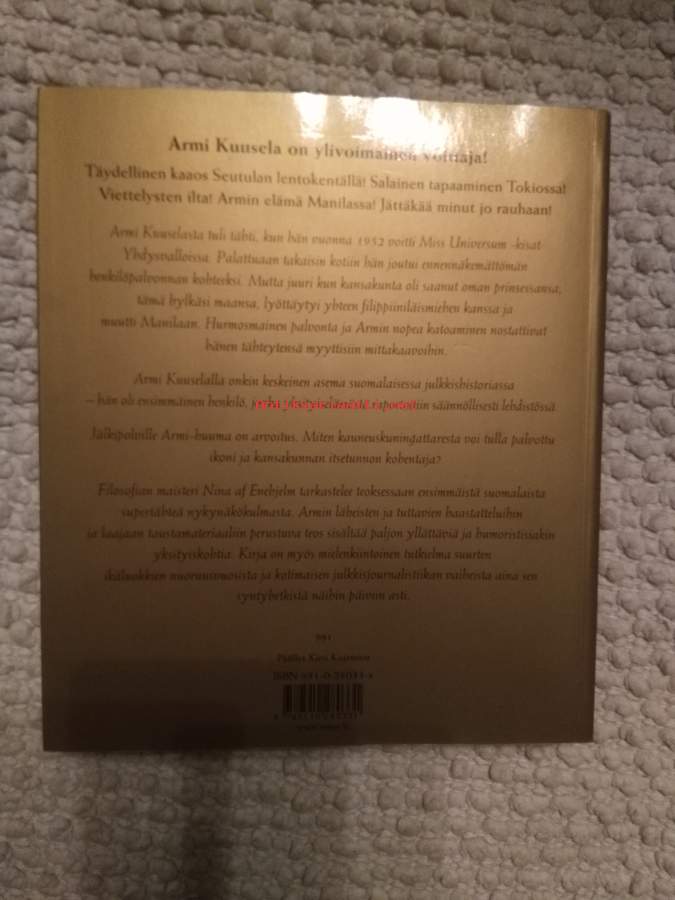 Armi Kuusela on ylivoimainen voittaja!
Täydellinen kaaos Seutulan lentokentällä! Salainen tapaaminen Tokiossa!
Viettelysten ilta! Armin elämä Manilassa! Jättäkää minut jo rauhaan!
Armi Kuuselasta tuli tähti, kun hän vuonna 1952 voitti Miss Universum -kisat
Yhdysvalloissa. Palattuaan takaisin kotiin hän joutui ennennäkemättömän
henkilöpalvonnan kohteeksi. Mutta juuri kun kansakunta oli saanut oman prinsessansa,
tämä hylkäsi maansa, lyöttäytyi yhteen filippiiniläismiehen kanssa ja
muutti Manilaan. Hurmosmainen palvonta ja Armin nopea katoaminen nostattivat
hänen tähteytensä myyttisiin mittakaavoihin.
Armi Kuuselalla onkin keskeinen asema suomalaisessa julkkishistoriassa
– hän oli ensimmäinen henkilö, jonka yksityiselämästä raportoitiin säännöllisesti lehdistössä.
Jälkipolville Armi-huuma on arvoitus. Miten kauneuskuningattaresta voi tulla palvottu
ikoni ja kansakunnan itsetunnon kohentaja?
Filosofian maisteri Nina af Enehjelm tarkastelee teoksessaan ensimmäistä suomalaista
supertähteä nykynäkökulmasta. Armin läheisten ja tuttavien haastatteluihin
ja laajaan taustamateriaaliin perustuva teos sisältää paljon yllättäviä ja humoristisiakin
yksityiskohtia. Kirja on myös mielenkiintoinen tutkielma suurten
ikäluokkien nuoruusvuosista ja kotimaisen julkkisjournalistiikan vaiheista aina sen
syntyhetkistä näihin päiviin asti.
Päällys